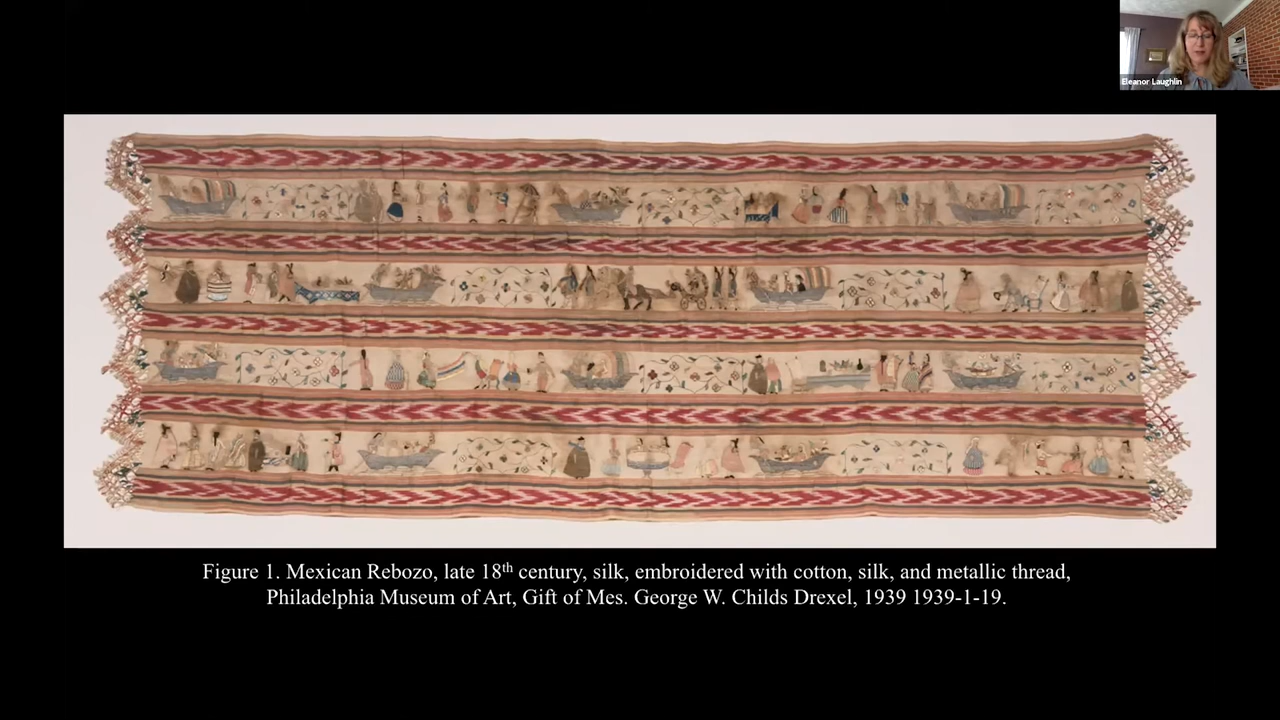 Eleanor Laughlin
Figure 1. Mexican Rebozo, late 18th century, silk, embroidered with cotton, silk, and metallic thread,
Philadelphia Museum of Art, Gift of Mes. George W. Childs Drexel, 1939 1939-1-19.